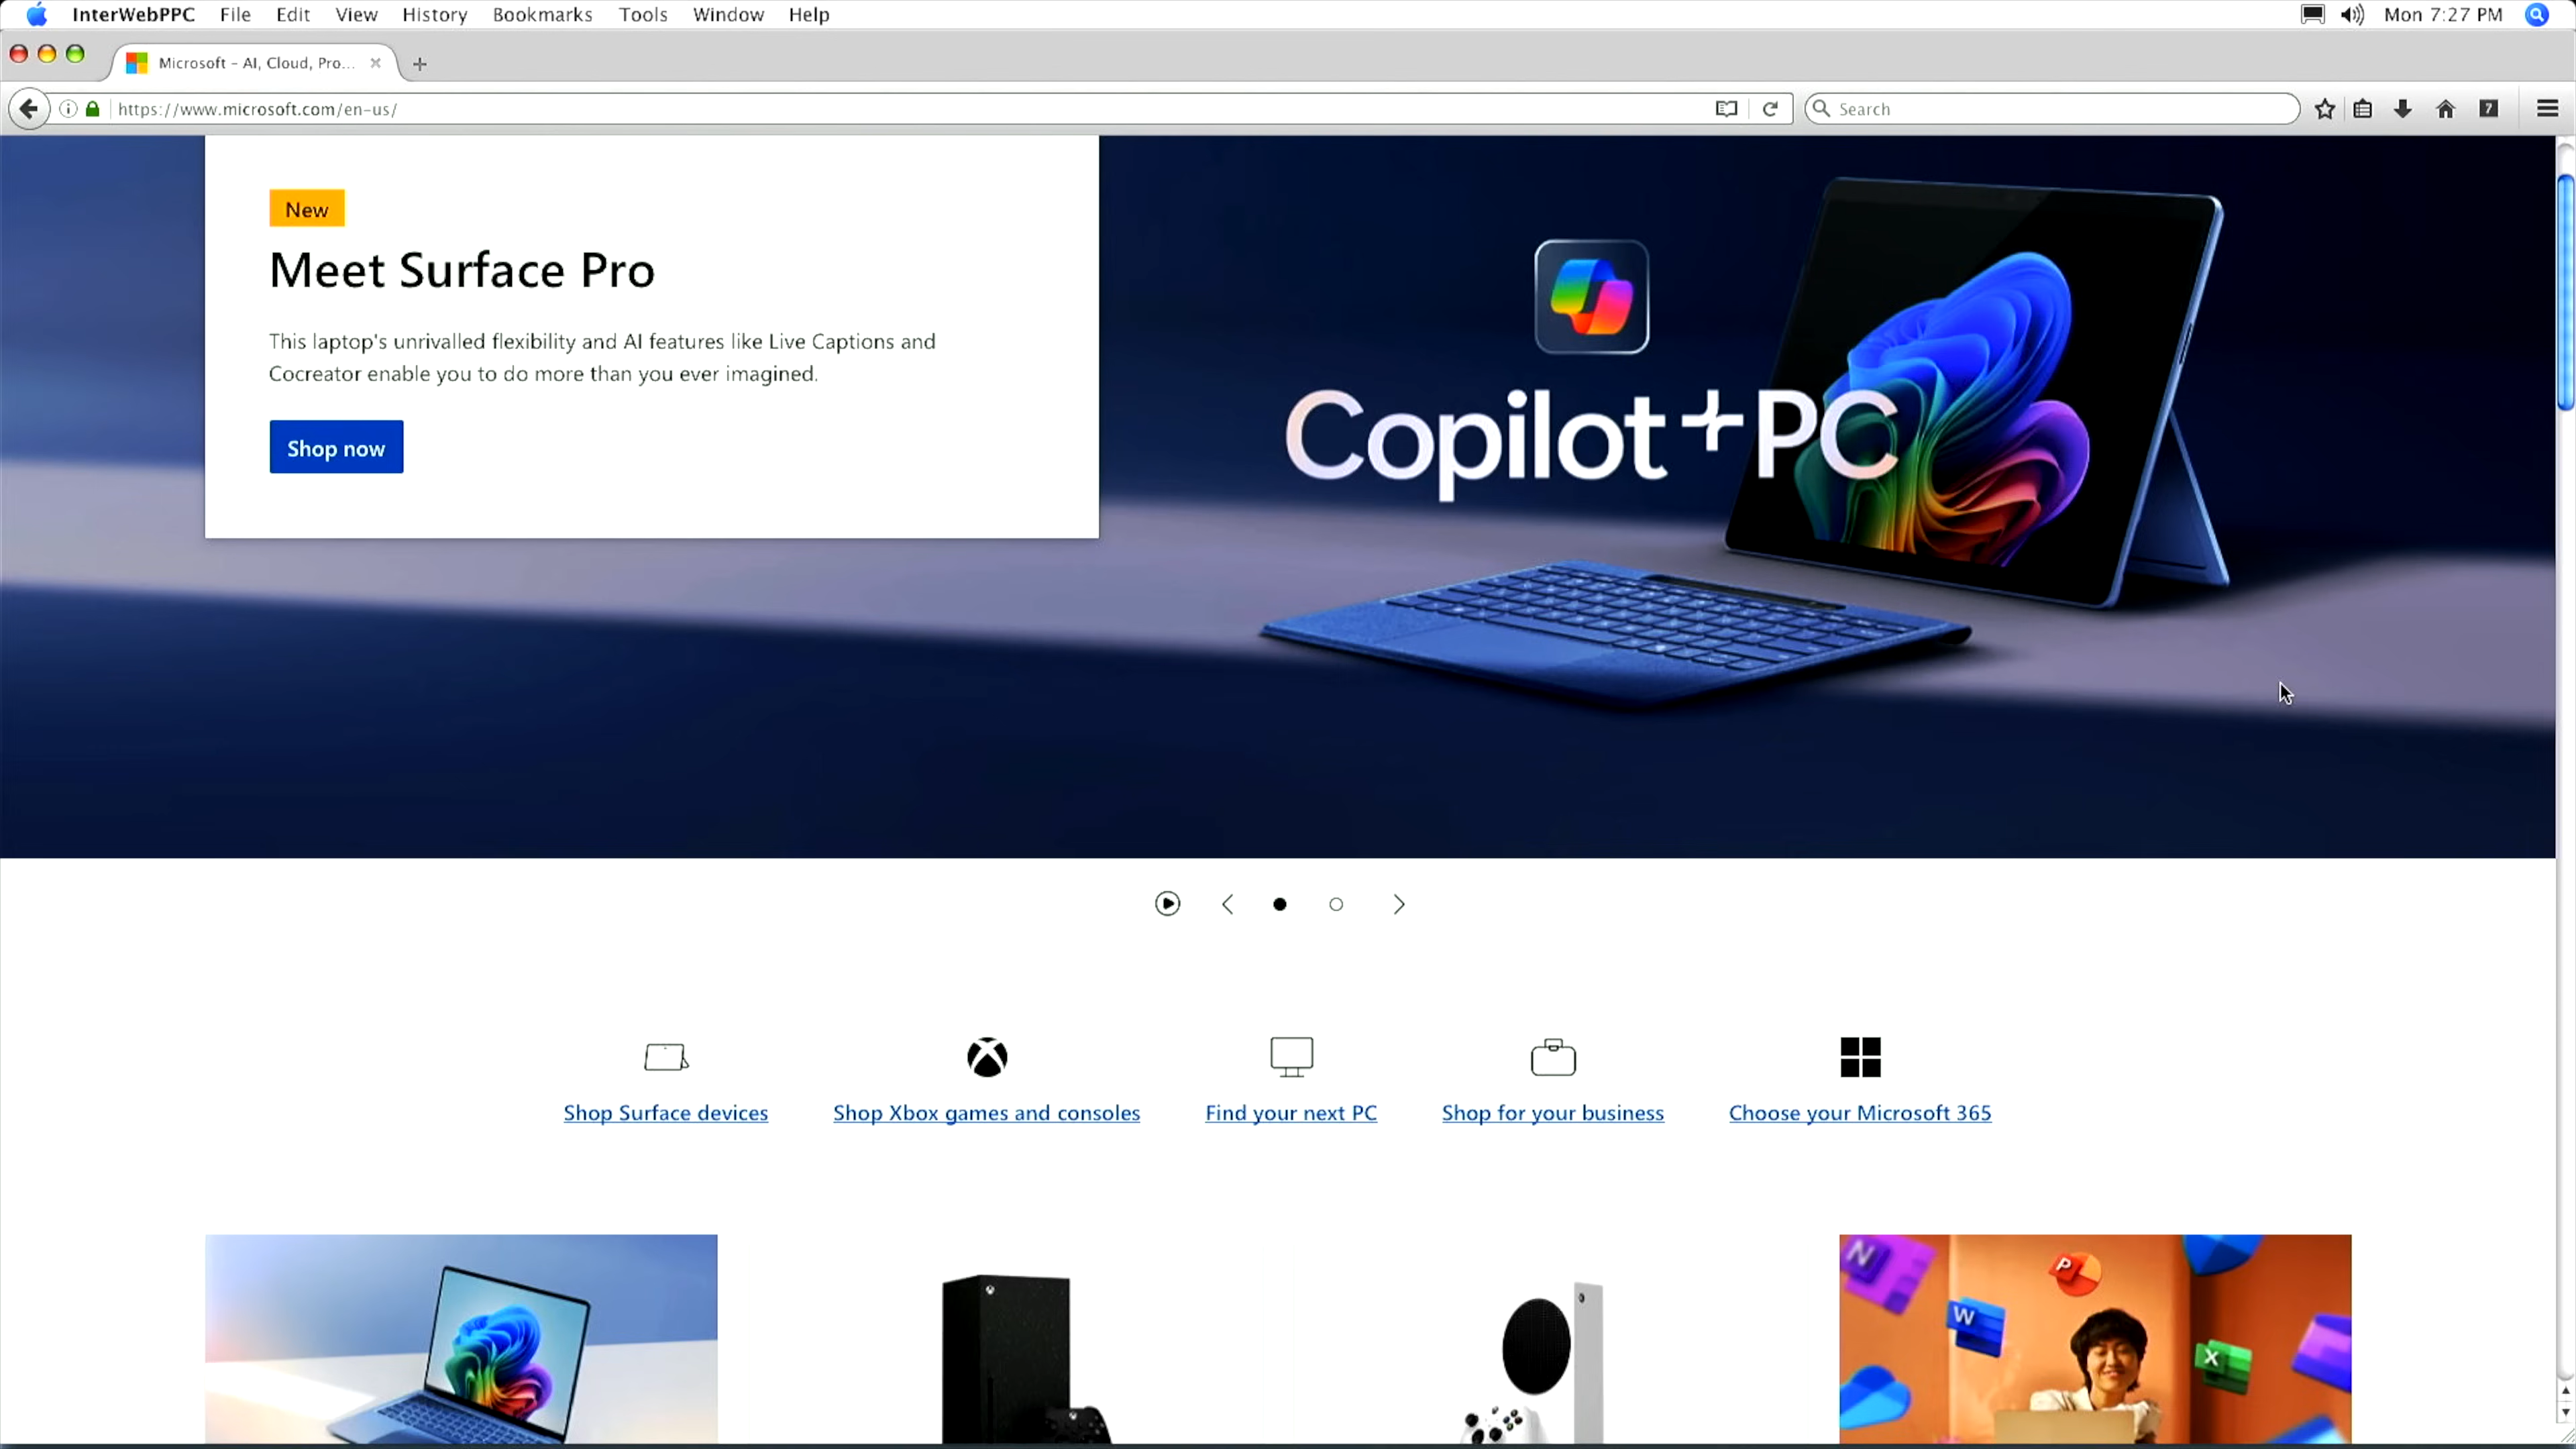 InterWebPPC File Edit View History Bookmarks Tools Window Help Mon 7:27 PM
Microsoft - AI, Cloud, Pro...
https://www.microsoft.com/en-us/
Search
7
New
Meet Surface Pro
This laptop's unrivalled flexibility and AI features like Live Captions and
Cocreator enable you to do more than you ever imagined.
Shop now
Copilot+PC
Shop Surface devices
Shop Xbox games and consoles
Find your next PC
Shop for your business
Choose your Microsoft 365
N
P
W
X